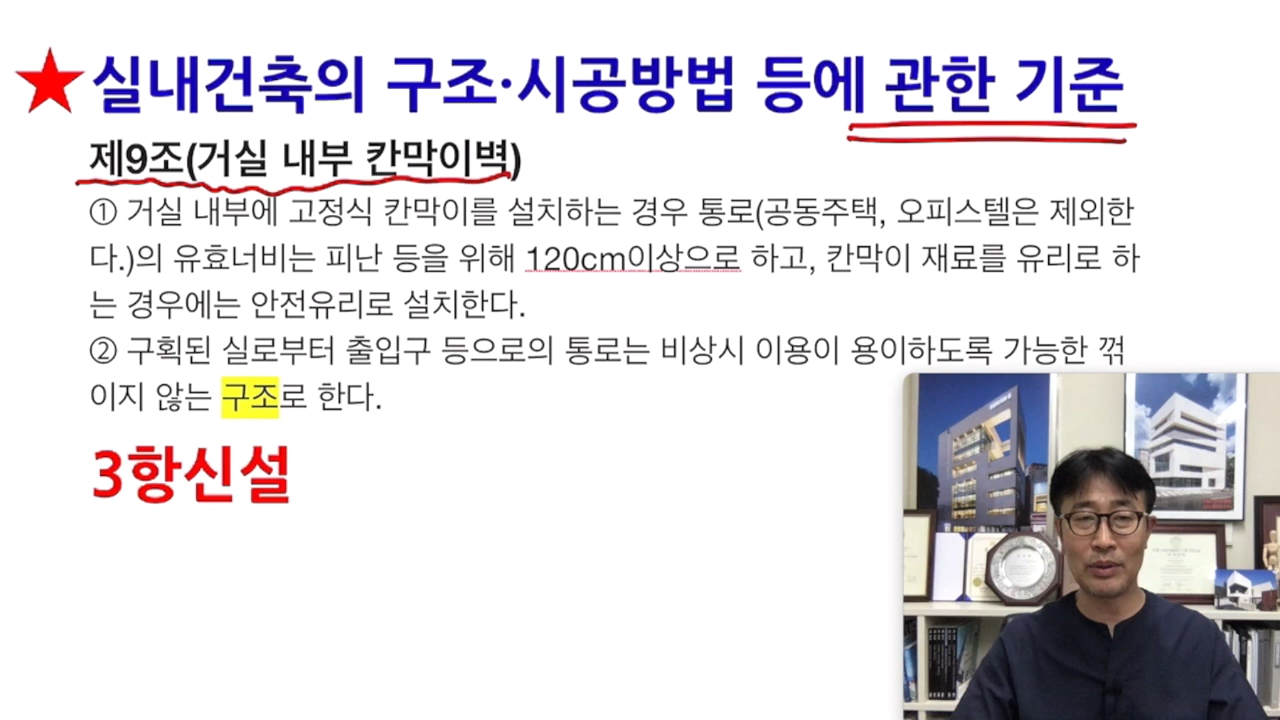 ★실내건축의 구조·시공방법 등에 관한 기준
제9조(거실 내부 칸막이벽)
① 거실 내부에 고정식 칸막이를 설치하는 경우 통로(공동주택, 오피스텔은 제외한
다.)의 유효너비는 피난 등을 위해 120cm이상으로 하고, 칸막이 재료를 유리로 하
는 경우에는 안전유리로 설치한다.
② 구획된 실로부터 출입구 등으로의 통로는 비상시 이용이 용이하도록 가능한 꺾
이지 않는 구조로 한다.
3항신설